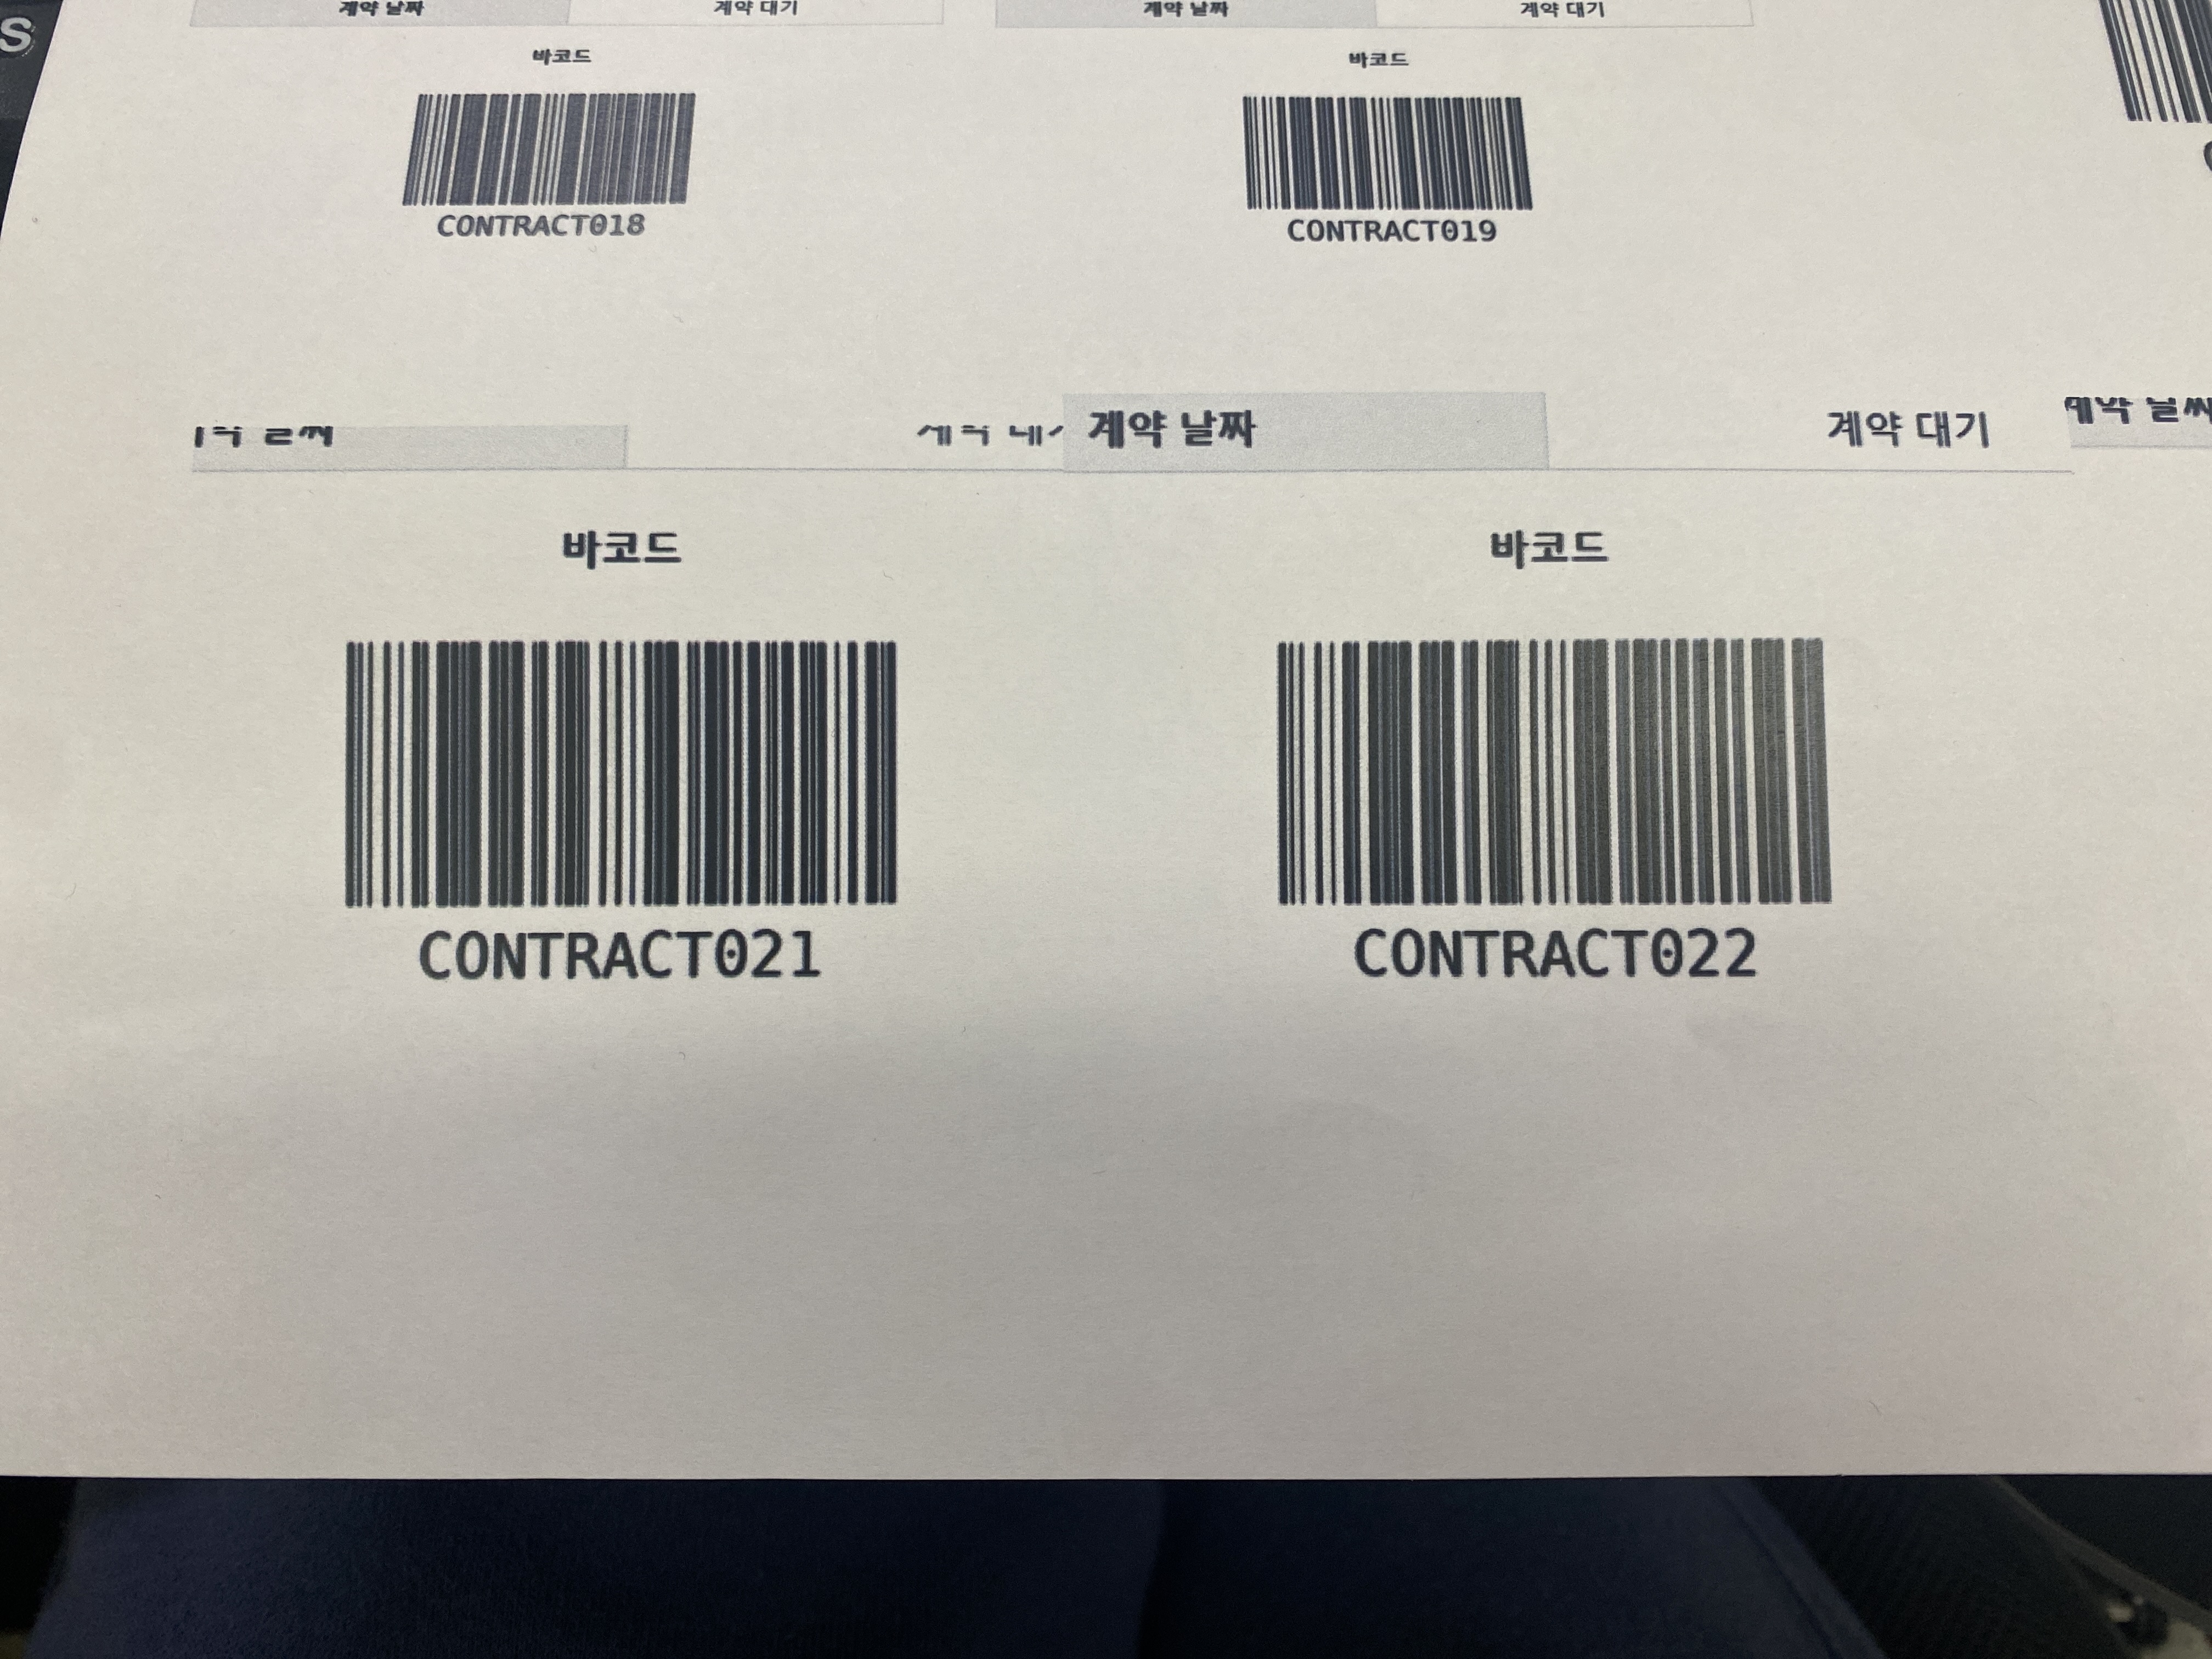 S
계약 날짜 계약 대기 계약 날짜 계약 대기
바코드 바코드
CONTRACT018 CONTRACT019
계약 날짜 계약 대기 계약 날짜
바코드 바코드
CONTRACT021 CONTRACT022